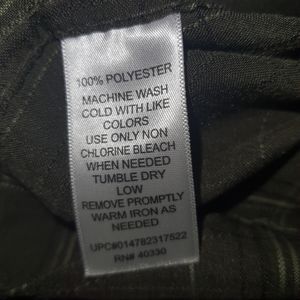 100% POLYESTER
MACHINE WASH
COLD WITH LIKE
COLORS
USE ONLY NON
CHLORINE BLEACH
WHEN NEEDED
TUMBLE DRY
LOW
REMOVE PROMPTLY
WARM IRON AS
NEEDED
UPC#014782317522
RN# 40330